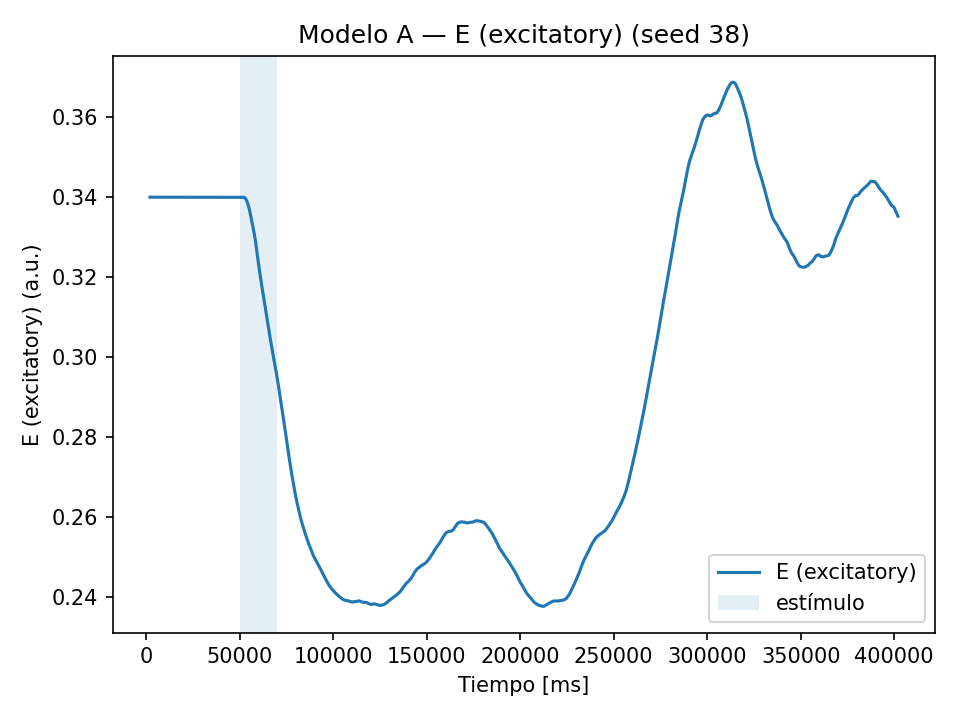 Modelo A — E (excitatory) (seed 38)
E (excitatory) (a.u.)
0.36
0.34
0.32
0.30
0.28
0.26
0.24
E (excitatory)
estímulo
0 50000 100000 150000 200000 250000 300000 350000 400000
Tiempo [ms]